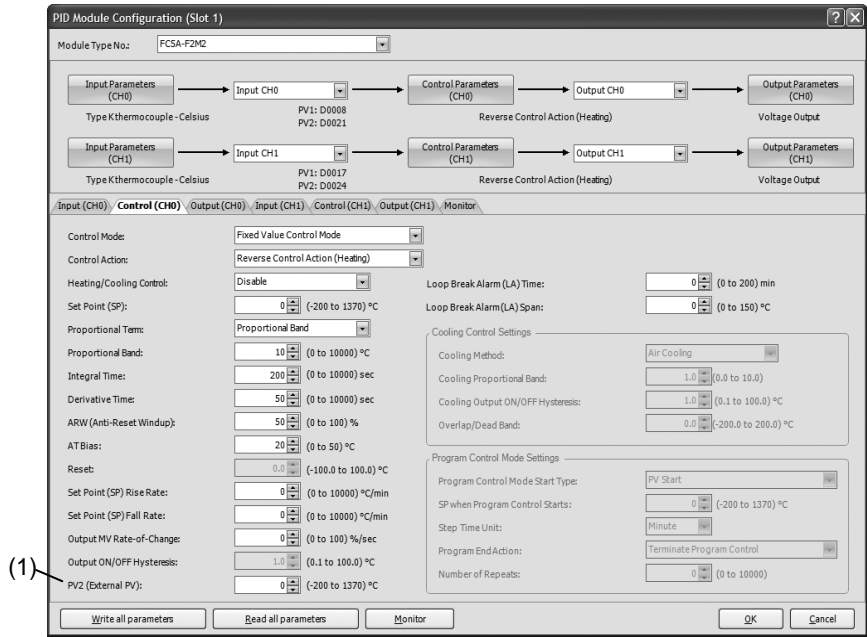 PID Module Configuration (Slot 1)
Module Type No.: FC5A-F2M2
Input Parameters (CH0) Input CH0 Control Parameters (CH0) Output CH0 Output Parameters (CH0)
Type K thermocouple - Celsius PV1: D0008 Reverse Control Action (Heating) Voltage Output
PV2: D0021
Input Parameters (CH1) Input CH1 Control Parameters (CH1) Output CH1 Output Parameters (CH1)
Type K thermocouple - Celsius PV1: D0017 Reverse Control Action (Heating) Voltage Output
PV2: D0024
Input (CH0) Control (CH0) Output (CH0) Input (CH1) Control (CH1) Output (CH1) Monitor
Control Mode: Fixed Value Control Mode
Control Action: Reverse Control Action (Heating)
Heating/Cooling Control: Disable
Set Point (SP): 0 (-200 to 1370) °C
Proportional Term: Proportional Band
Proportional Band: 10 (0 to 10000) °C
Integral Time: 200 (0 to 10000) sec
Derivative Time: 50 (0 to 10000) sec
ARW (Anti-Reset Windup): 50 (0 to 100) %
AT Bias: 20 (0 to 50) °C
Reset: 0.0 (-100.0 to 100.0) °C
Set Point (SP) Rise Rate: 0 (0 to 10000) °C/min
Set Point (SP) Fall Rate: 0 (0 to 10000) °C/min
Output MV Rate-of-Change: 0 (0 to 100) %/sec
Output ON/OFF Hysteresis: 1.0 (0.1 to 100.0) °C
(1) PV2 (External PV): 0 (-200 to 1370) °C
Loop Break Alarm (LA) Time: 0 (0 to 200) min
Loop Break Alarm (LA) Span: 0 (0 to 150) °C
Cooling Control Settings
Cooling Method: Air Cooling
Cooling Proportional Band: 1.0 (0.0 to 10.0)
Cooling Output ON/OFF Hysteresis: 1.0 (0.1 to 100.0) °C
Overlap/Dead Band: 0.0 (-200.0 to 200.0) °C
Program Control Mode Settings
Program Control Mode Start Type: PV Start
SP when Program Control Starts: 0 (-200 to 1370) °C
Step Time Unit: Minute
Program End Action: Terminate Program Control
Number of Repeats: 0 (0 to 10000)
Write all parameters Read all parameters Monitor OK Cancel